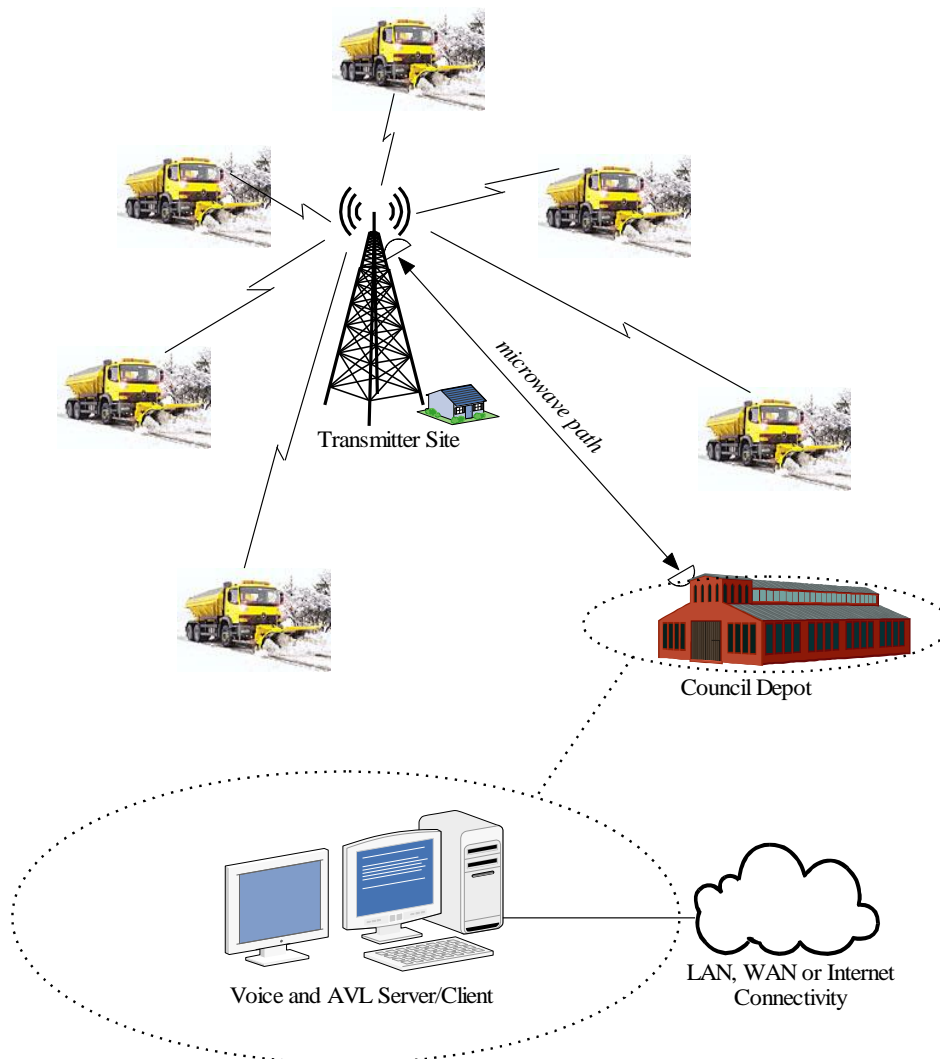 Transmitter Site
microwave path
Council Depot
Voice and AVL Server/Client
LAN, WAN or Internet
Connectivity